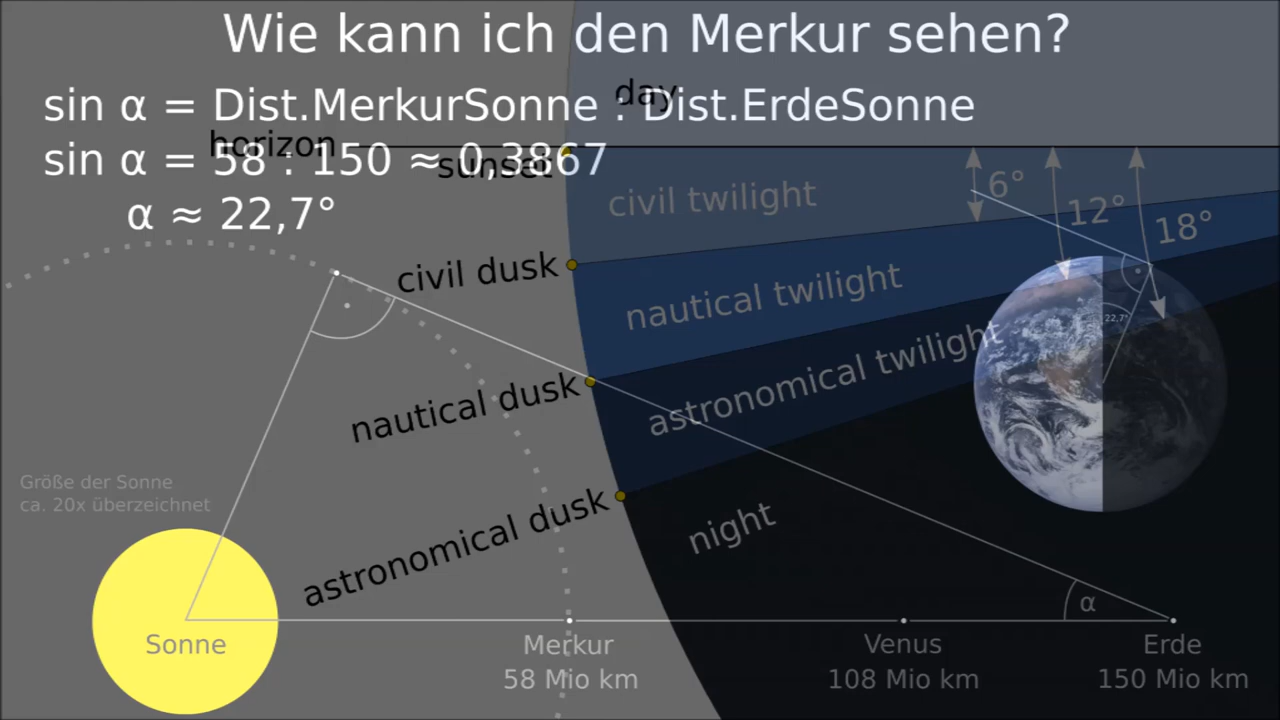 Wie kann ich den Merkur sehen?
sin α = Dist.MerkurSonne : Dist.ErdeSonne
day
horizon
sin α = 58 : 150 ≈ 0,3867
sunset
α ≈ 22,7°
civil twilight
6°
12°
18°
civil dusk
nautical twilight
22,7°
astronomical twilight
nautical dusk
Größe der Sonne
ca. 20x überzeichnet
astronomical dusk
night
α
Sonne
Merkur
58 Mio km
Venus
108 Mio km
Erde
150 Mio km